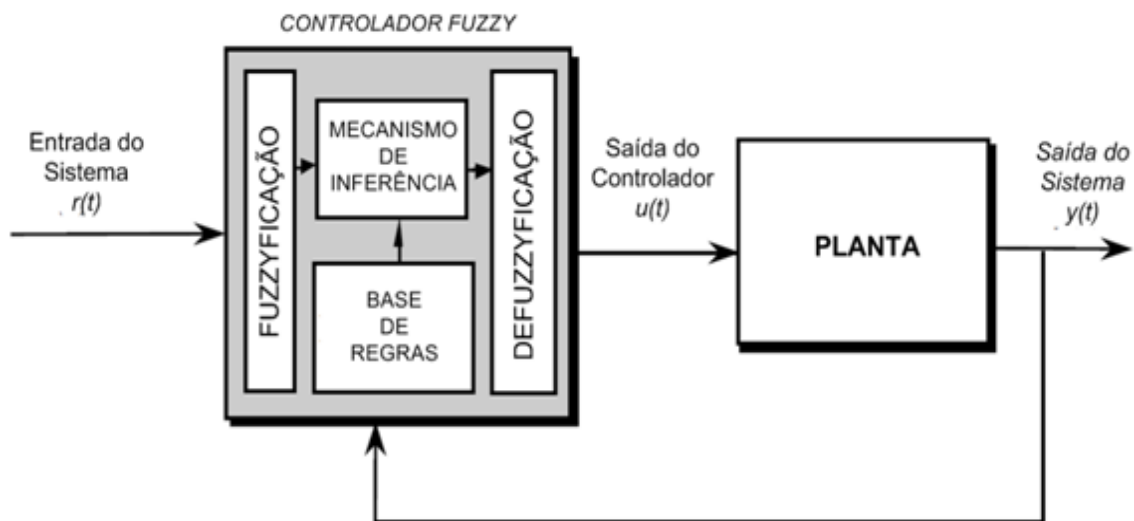 CONTROLADOR FUZZY
Entrada do
Sistema
r(t)
FUZZYFICAÇÃO
MECANISMO
DE
INFERÊNCIA
BASE
DE
REGRAS
DEFUZZYFICAÇÃO
Saída do
Controlador
u(t)
PLANTA
Saída do
Sistema
y(t)